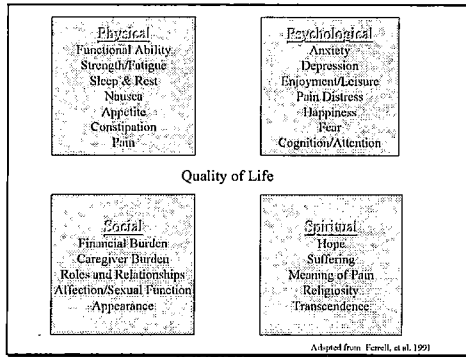 Physical
Functional Ability
Strength/Fatigue
Sleep & Rest
Nausea
Appetite
Constipation
Pain
Psychological
Anxiety
Depression
Enjoyment/Leisure
Pain Distress
Happiness
Fear
Cognition/Attention
Quality of Life
Social
Financial Burden
Caregiver Burden
Roles and Relationships
Affection/Sexual Function
Appearance
Spiritual
Hope
Suffering
Meaning of Pain
Religiosity
Transcendence
Adapted from Ferrell, et al. 1991